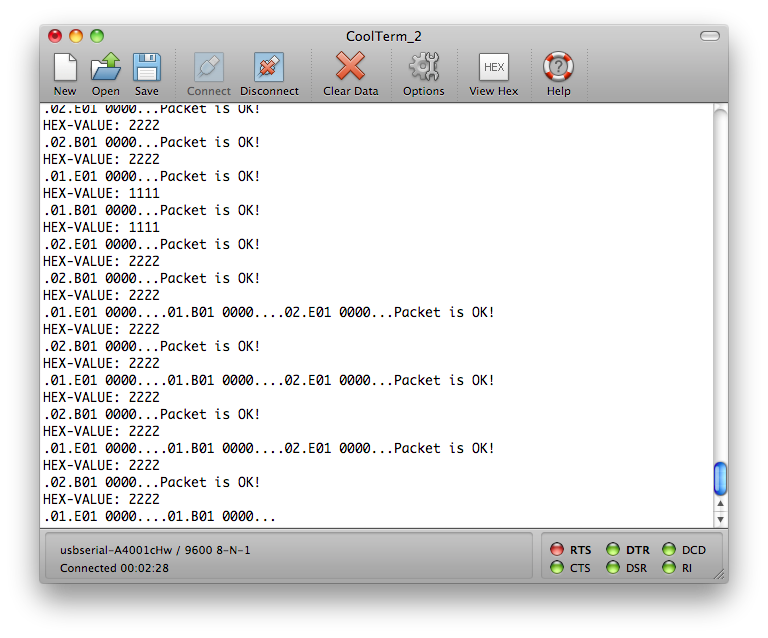 CoolTerm_2
New Open Save Connect Disconnect Clear Data Options HEX View Hex ? Help
.02.E01 0000...Packet is OK!
HEX-VALUE: 2222
.02.B01 0000...Packet is OK!
HEX-VALUE: 2222
.01.E01 0000...Packet is OK!
HEX-VALUE: 1111
.01.B01 0000...Packet is OK!
HEX-VALUE: 1111
.02.E01 0000...Packet is OK!
HEX-VALUE: 2222
.02.B01 0000...Packet is OK!
HEX-VALUE: 2222
.01.E01 0000....01.B01 0000....02.E01 0000...Packet is OK!
HEX-VALUE: 2222
.02.B01 0000...Packet is OK!
HEX-VALUE: 2222
.01.E01 0000....01.B01 0000....02.E01 0000...Packet is OK!
HEX-VALUE: 2222
.02.B01 0000...Packet is OK!
HEX-VALUE: 2222
.01.E01 0000....01.B01 0000....02.E01 0000...Packet is OK!
HEX-VALUE: 2222
.02.B01 0000...Packet is OK!
HEX-VALUE: 2222
.01.E01 0000....01.B01 0000...
usbserial-A4001cHw / 9600 8-N-1
Connected 00:02:28
RTS DTR DCD
CTS DSR RI